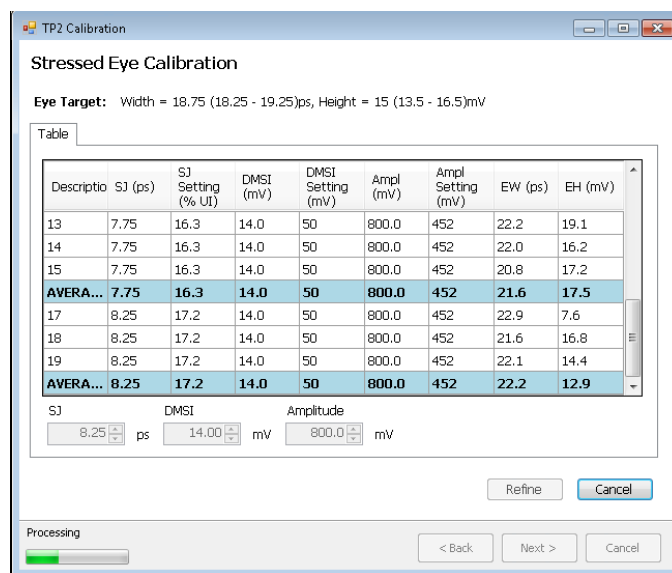 TP2 Calibration
Stressed Eye Calibration
Eye Target: Width = 18.75 (18.25 - 19.25)ps, Height = 15 (13.5 - 16.5)mV
Table
Descriptio SJ (ps) SJ Setting (% UI) DMSI (mV) DMSI Setting (mV) Ampl (mV) Ampl Setting (mV) EW (ps) EH (mV)
13 7.75 16.3 14.0 50 800.0 452 22.2 19.1
14 7.75 16.3 14.0 50 800.0 452 22.0 16.2
15 7.75 16.3 14.0 50 800.0 452 20.8 17.2
AVERA... 7.75 16.3 14.0 50 800.0 452 21.6 17.5
17 8.25 17.2 14.0 50 800.0 452 22.9 7.6
18 8.25 17.2 14.0 50 800.0 452 21.6 16.8
19 8.25 17.2 14.0 50 800.0 452 22.1 14.4
AVERA... 8.25 17.2 14.0 50 800.0 452 22.2 12.9
SJ DMSI Amplitude
8.25 ps 14.00 mV 800.0 mV
Refine Cancel
Processing
< Back Next > Cancel